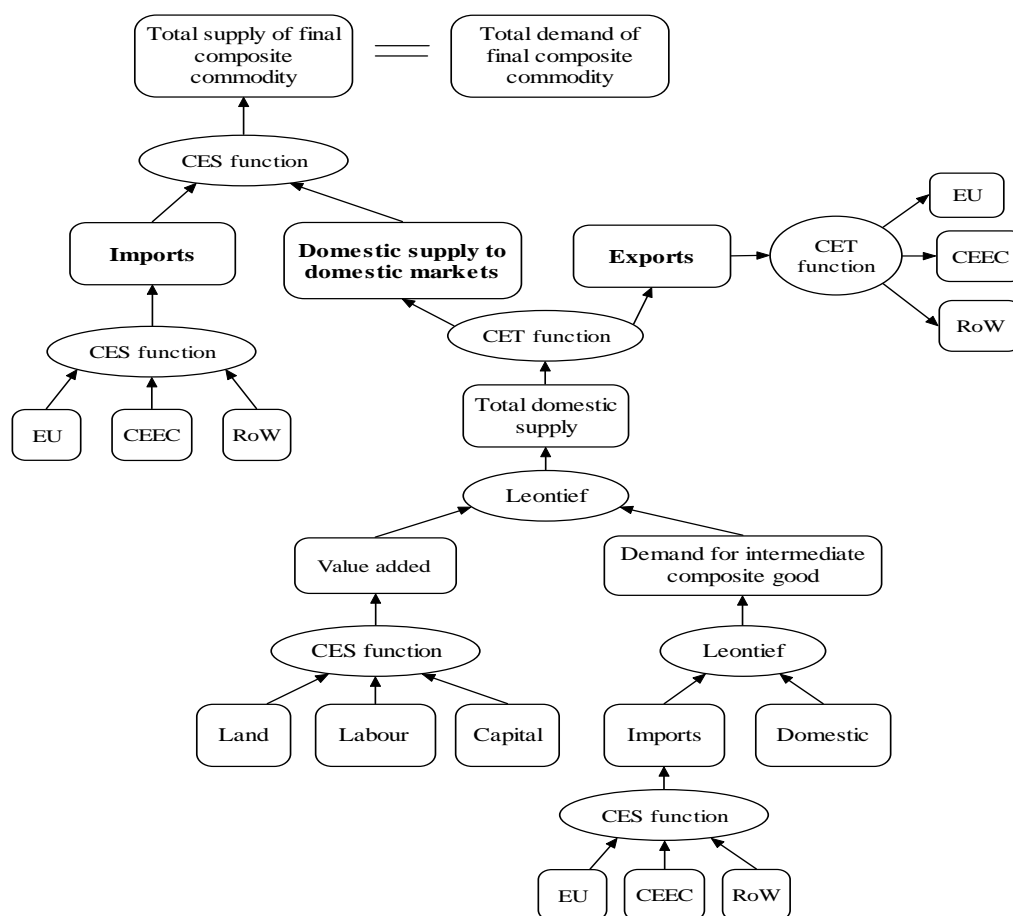 Total supply of final
composite
commodity
Total demand of
final composite
commodity
CES function
EU
Imports
Domestic supply to
domestic markets
Exports
CET
function
CEEC
RoW
CES function
CET function
EU
CEEC
RoW
Total domestic
supply
Leontief
Value added
Demand for intermediate
composite good
CES function
Leontief
Land
Labour
Capital
Imports
Domestic
CES function
EU
CEEC
RoW